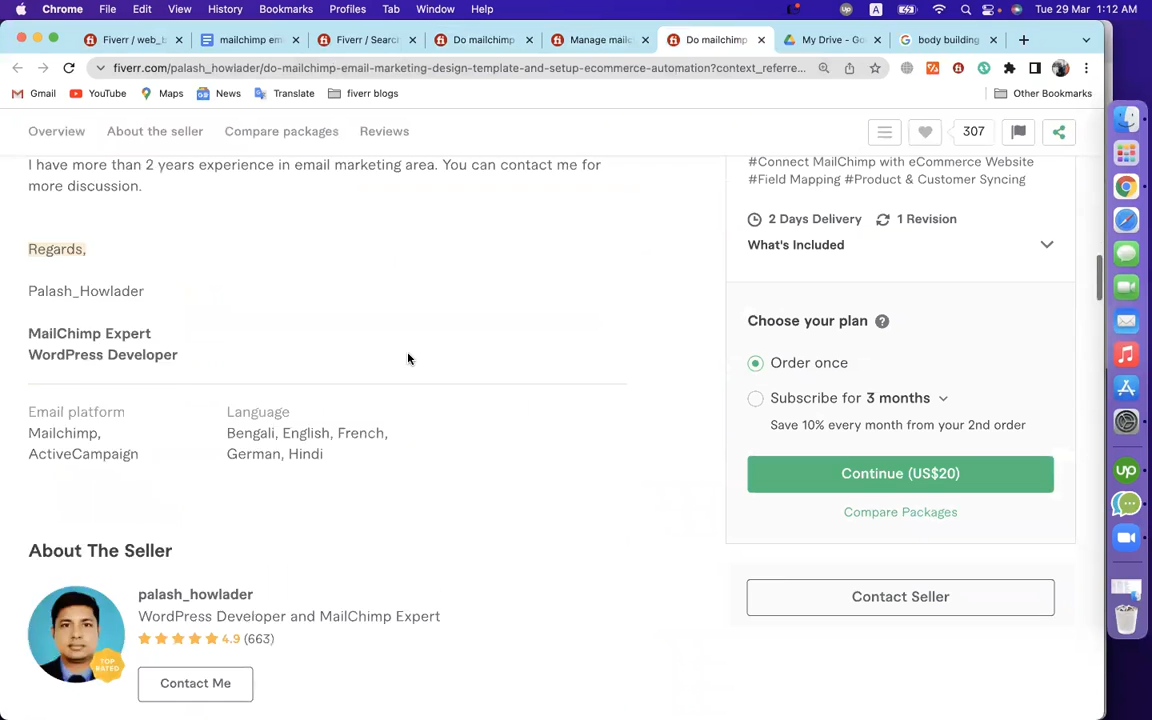 Chrome File Edit View History Bookmarks Profiles Tab Window Help
A
Tue 29 Mar 1:12 AM
Fiverr / web_b
mailchimp em
Fiverr / Searc
Do mailchimp
Manage mailc
Do mailchimp
My Drive - Go
body building
fiverr.com/palash_howlader/do-mailchimp-email-marketing-design-template-and-setup-ecommerce-automation?context_referre...
Gmail YouTube Maps News Translate fiverr blogs
Other Bookmarks
Overview About the seller Compare packages Reviews
307
I have more than 2 years experience in email marketing area. You can contact me for
more discussion.
Regards,
Palash_Howlader
MailChimp Expert
WordPress Developer
Email platform
Mailchimp,
ActiveCampaign
Language
Bengali, English, French,
German, Hindi
About The Seller
palash_howlader
WordPress Developer and MailChimp Expert
4.9 (663)
TOP
RATED
Contact Me
#Connect MailChimp with eCommerce Website
#Field Mapping #Product & Customer Syncing
2 Days Delivery 1 Revision
What's Included
Choose your plan ?
Order once
Subscribe for 3 months
Save 10% every month from your 2nd order
Continue (US$20)
Compare Packages
Contact Seller
up